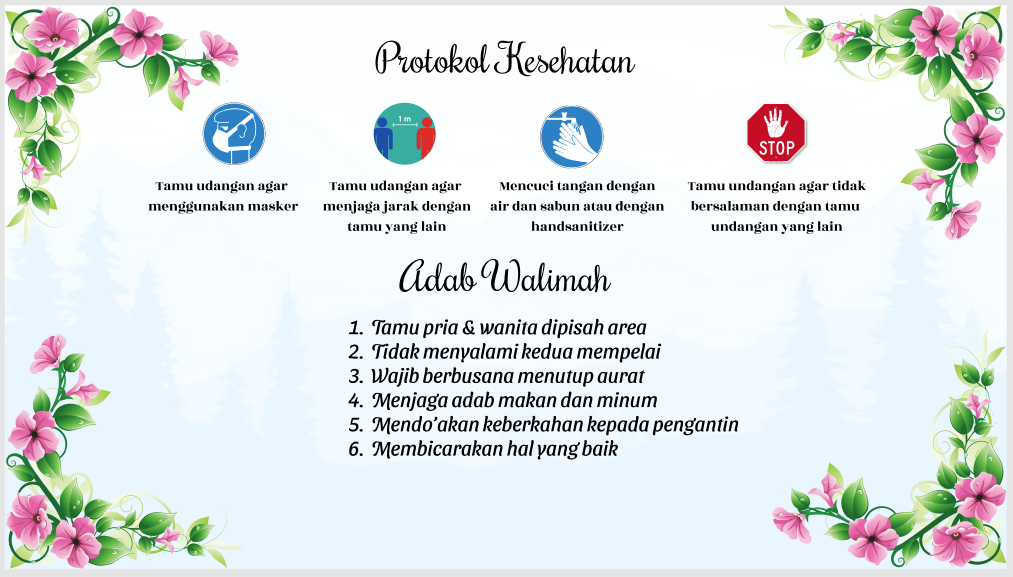 Protokol Kesehatan
1 m
STOP
Tamu udangan agar
menggunakan masker
Tamu udangan agar
menjaga jarak dengan
tamu yang lain
Mencuci tangan dengan
air dan sabun atau dengan
handsanitizer
Tamu undangan agar tidak
bersalaman dengan tamu
undangan yang lain
Adab Walimah
1. Tamu pria & wanita dipisah area
2. Tidak menyalami kedua mempelai
3. Wajib berbusana menutup aurat
4. Menjaga adab makan dan minum
5. Mendo'akan keberkahan kepada pengantin
6. Membicarakan hal yang baik